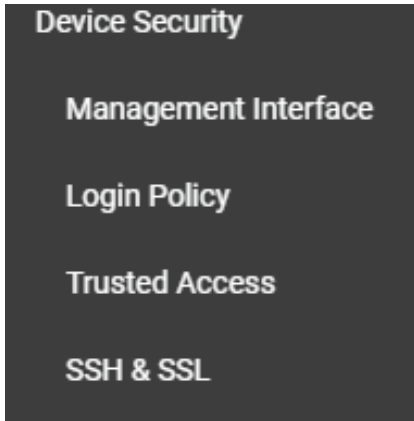 Device Security
Management Interface
Login Policy
Trusted Access
SSH & SSL